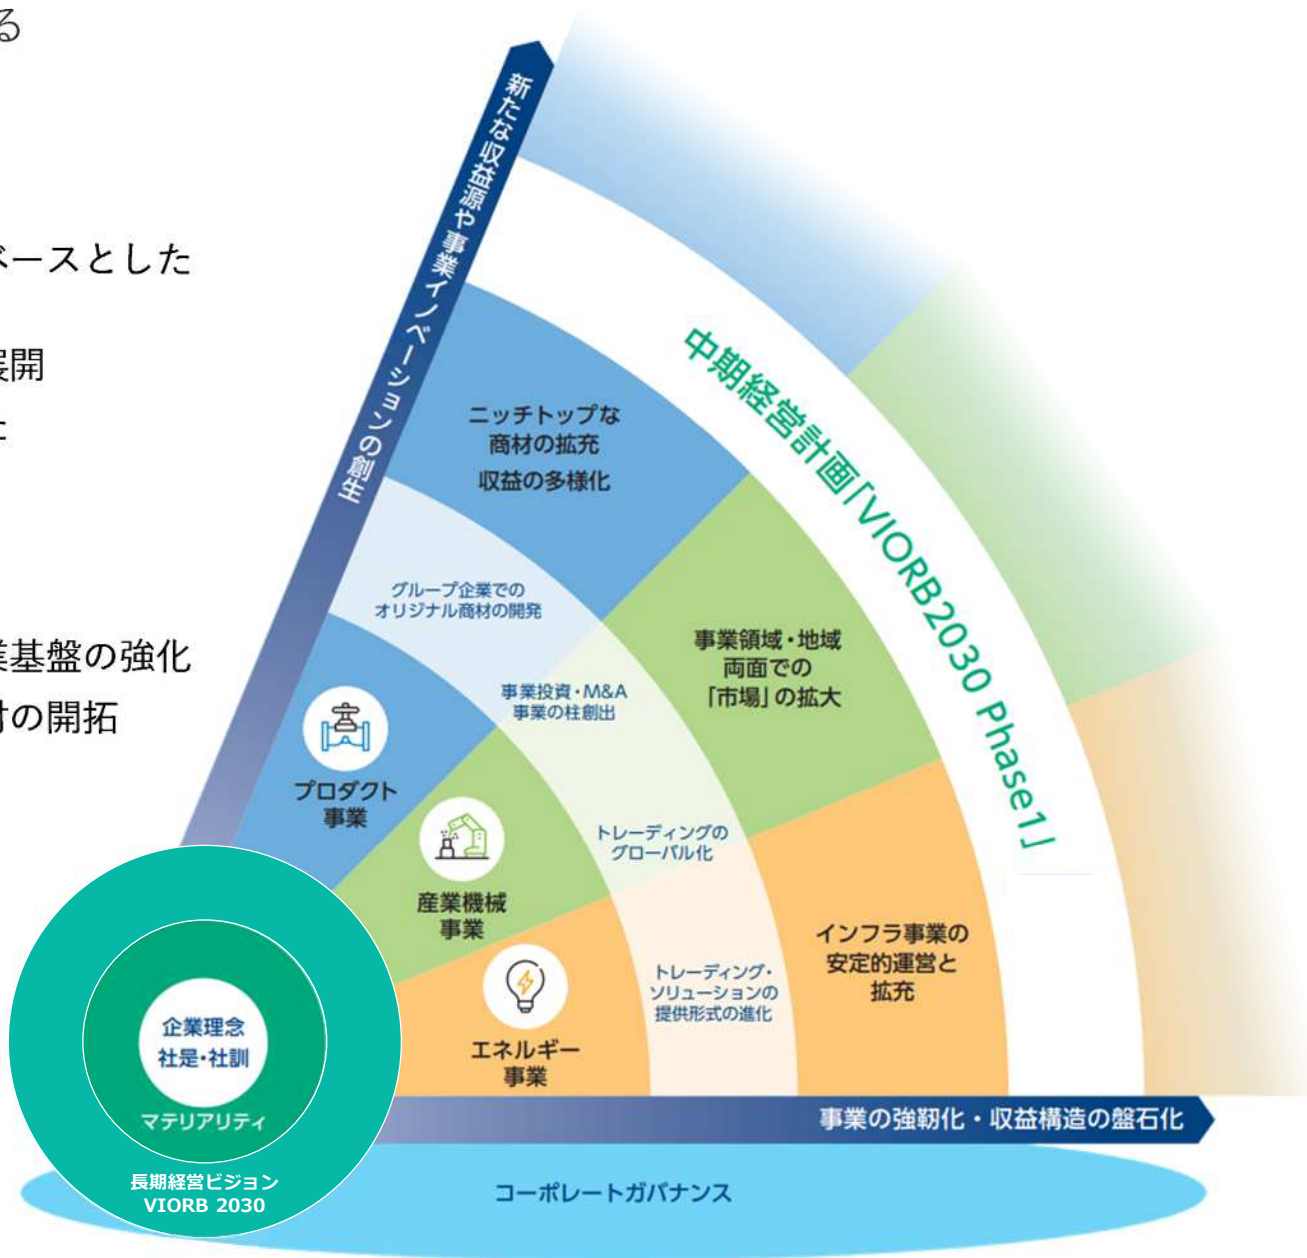 る
ベースとした
展開
業基盤の強化
材の開拓
新たな収益源や事業イノベーションの創生
中期経営計画「VIORB2030 Phase1」
ニッチトップな
商材の拡充
収益の多様化
グループ企業での
オリジナル商材の開発
事業領域・地域
両面での
「市場」の拡大
事業投資・M&A
事業の柱創出
プロダクト
事業
トレーディングの
グローバル化
産業機械
事業
インフラ事業の
安定的運営と
拡充
トレーディング・
ソリューションの
提供形式の進化
エネルギー
事業
企業理念
社是・社訓
マテリアリティ
長期経営ビジョン
VIORB 2030
事業の強靭化・収益構造の盤石化
コーポレートガバナンス